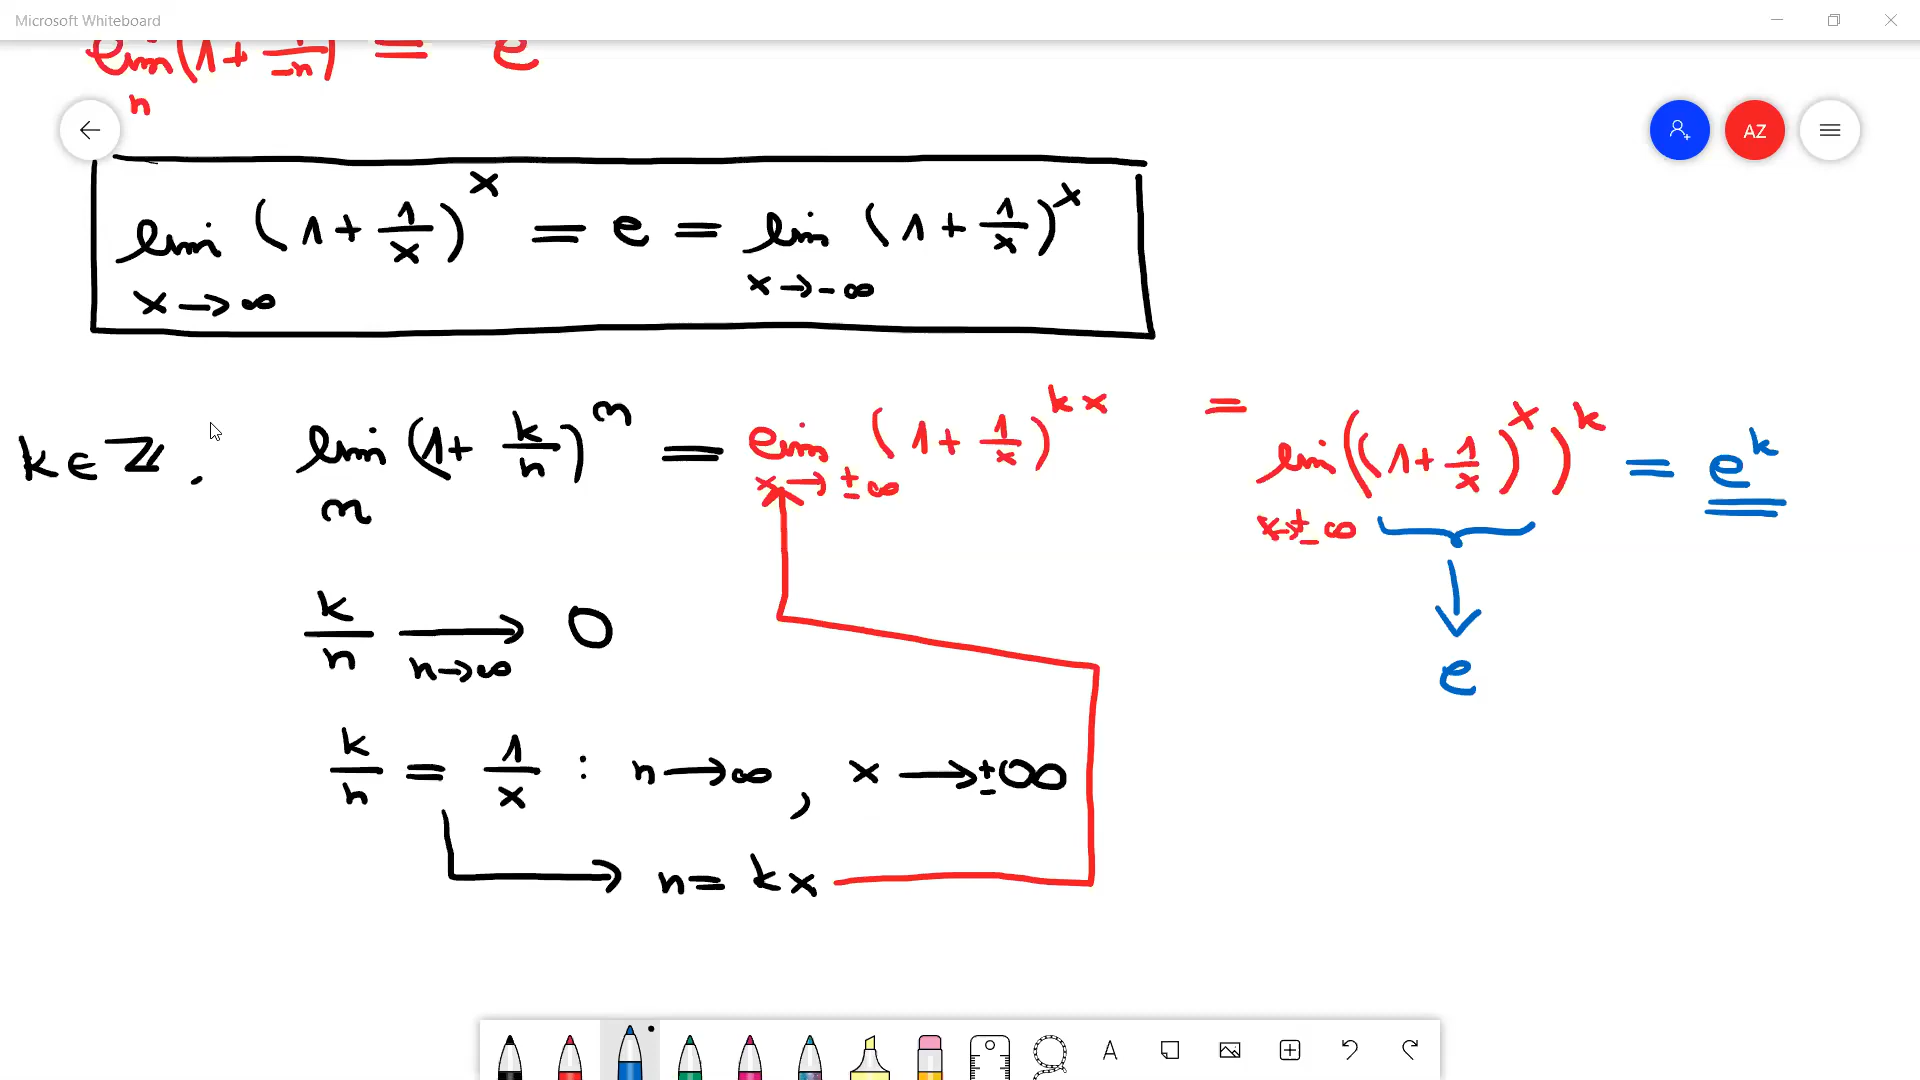 Microsoft Whiteboard
lim (1 + 1/-n) = e
n
AZ
lim (1 + 1/x)^x = e = lim (1 + 1/x)^x
x → ∞ x → -∞
k ∈ ℤ. lim (1 + k/n)^n = lim (1 + 1/x)^kx = lim ((1 + 1/x)^x)^k = e^k
n x → ±∞ x → ±∞
e
k/n → 0
n → ∞
k/n = 1/x : n → ∞, x → ±∞
n = kx
A